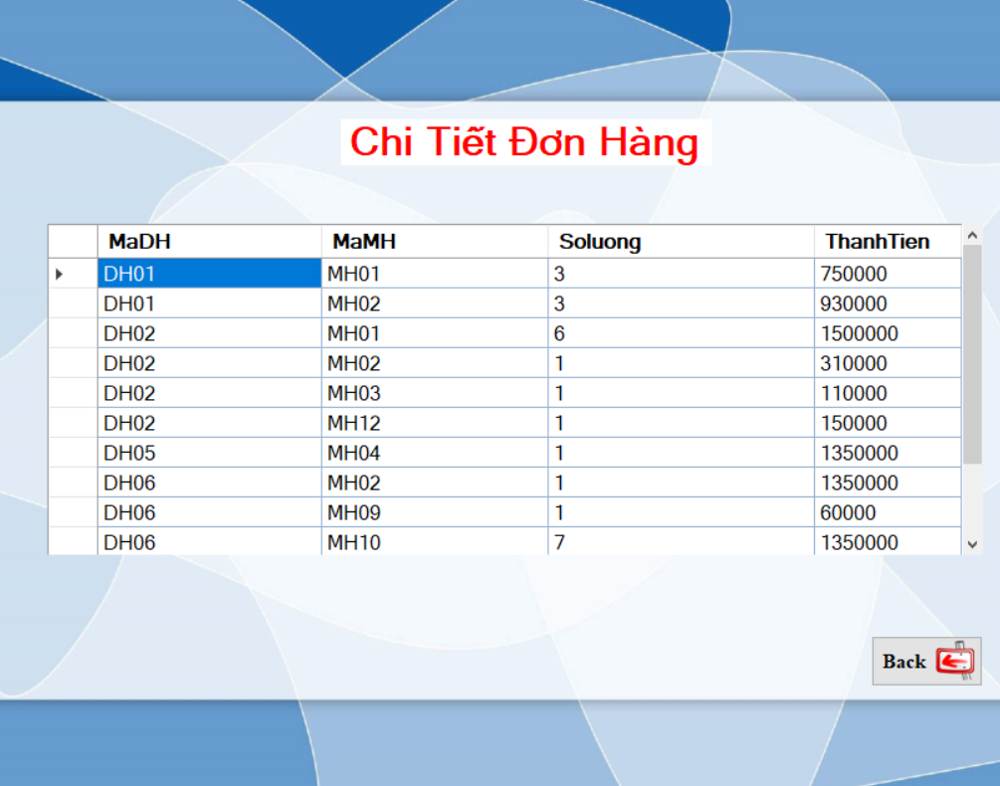 Chi Tiết Đơn Hàng
MaDH MaMH Soluong ThanhTien
DH01 MH01 3 750000
DH01 MH02 3 930000
DH02 MH01 6 1500000
DH02 MH02 1 310000
DH02 MH03 1 110000
DH02 MH12 1 150000
DH05 MH04 1 1350000
DH06 MH02 1 1350000
DH06 MH09 1 60000
DH06 MH10 7 1350000
Back